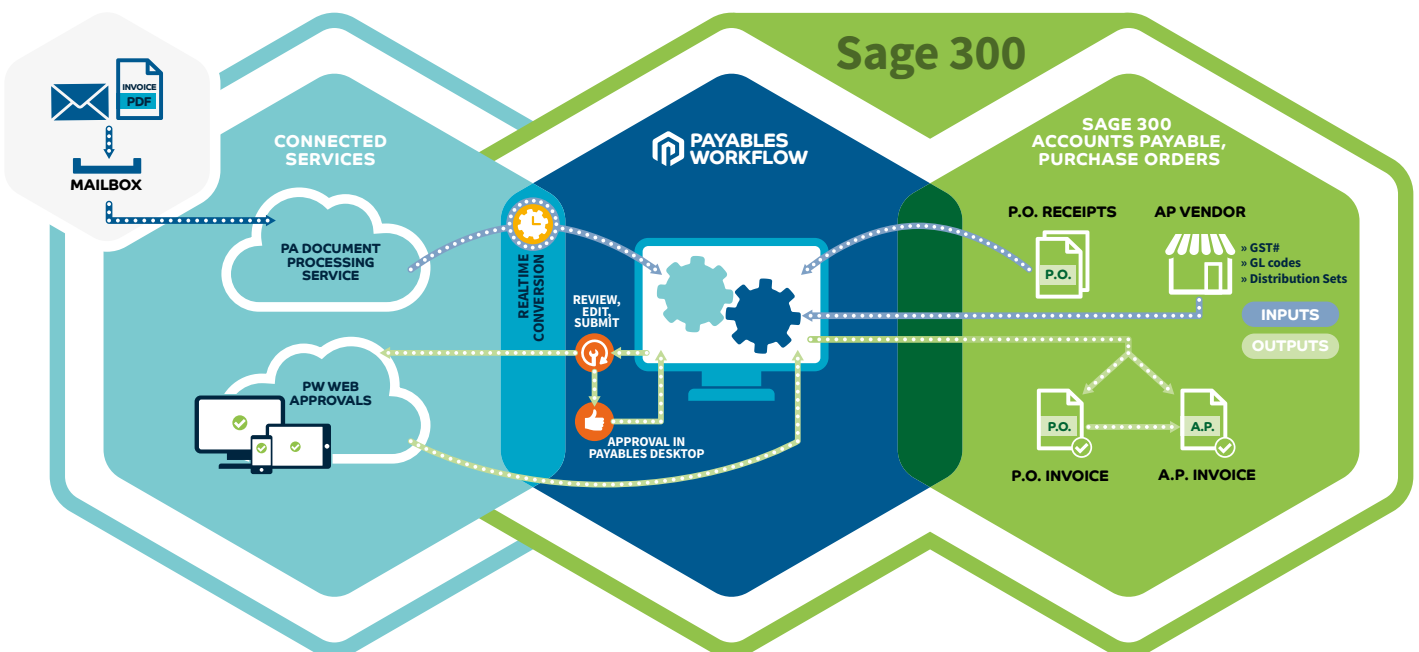 Sage 300
INVOICE
PDF
MAILBOX
CONNECTED
SERVICES
PA DOCUMENT
PROCESSING
SERVICE
PW WEB
APPROVALS
REALTIME
CONVERSION
PAYABLES
WORKFLOW
REVIEW,
EDIT,
SUBMIT
APPROVAL IN
PAYABLES DESKTOP
SAGE 300
ACCOUNTS PAYABLE,
PURCHASE ORDERS
P.O. RECEIPTS
P.O.
AP VENDOR
» GST#
» GL codes
» Distribution Sets
INPUTS
OUTPUTS
P.O.
P.O. INVOICE
A.P.
A.P. INVOICE